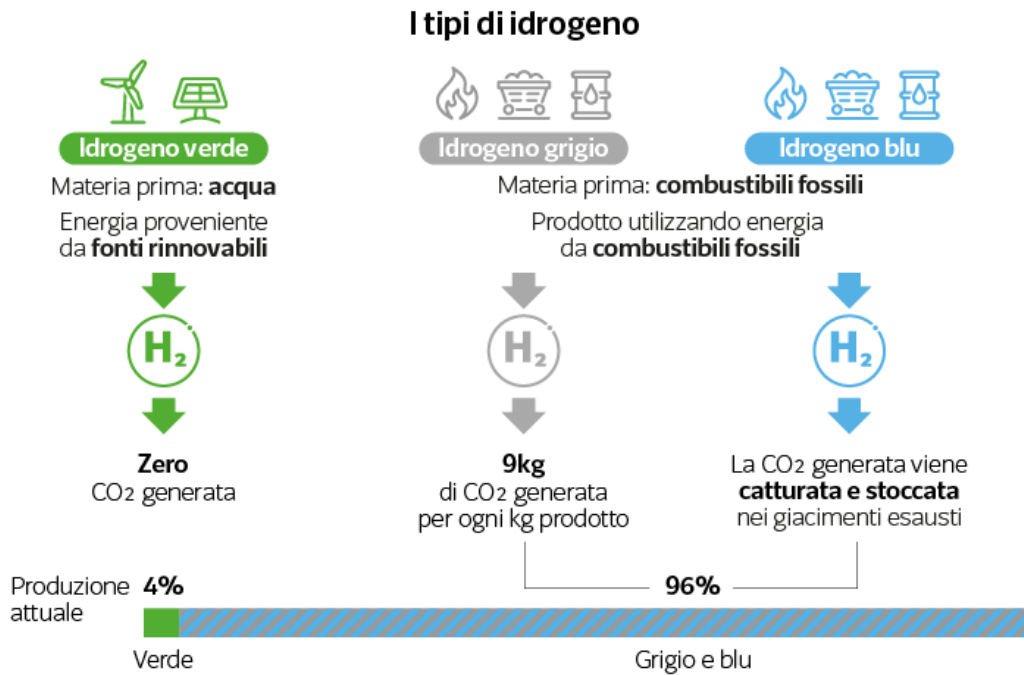 I tipi di idrogeno
Idrogeno verde
Materia prima: acqua
Energia proveniente
da fonti rinnovabili
H₂
Zero
CO₂ generata
Idrogeno grigio
Idrogeno blu
Materia prima: combustibili fossili
Prodotto utilizzando energia
da combustibili fossili
H₂
9kg
di CO₂ generata
per ogni kg prodotto
H₂
La CO₂ generata viene
catturata e stoccata
nei giacimenti esausti
Produzione
attuale
4%
96%
Verde
Grigio e blu